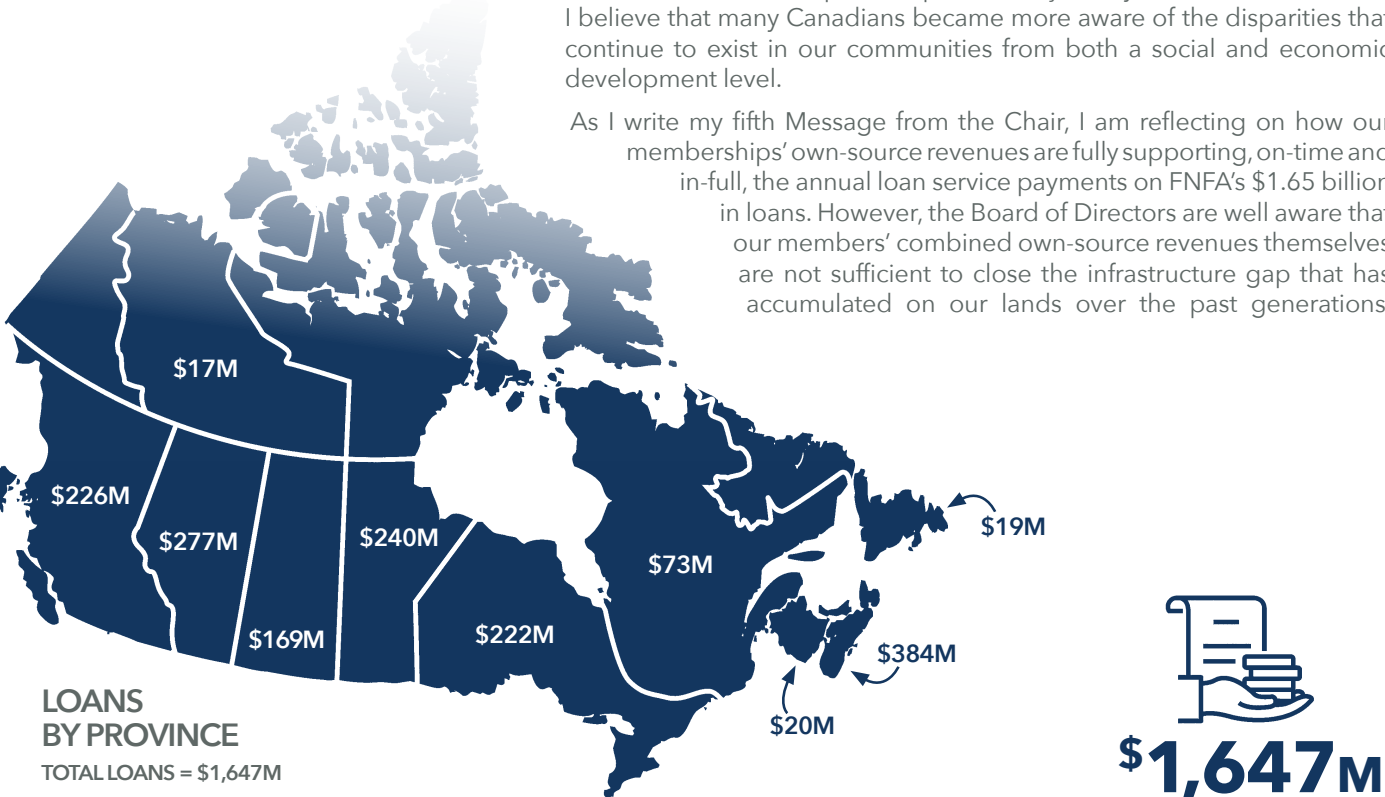 I believe that many Canadians became more aware of the disparities that
continue to exist in our communities from both a social and economic
development level.
As I write my fifth Message from the Chair, I am reflecting on how our
memberships' own-source revenues are fully supporting, on-time and
in-full, the annual loan service payments on FNFA's $1.65 billion
in loans. However, the Board of Directors are well aware that
our members' combined own-source revenues themselves
are not sufficient to close the infrastructure gap that has
accumulated on our lands over the past generations
$17M
$226M
$277M
$240M
$19M
$73M
$169M
$222M
$384M
$20M
LOANS
BY PROVINCE
TOTAL LOANS = $1,647M
$1,647M